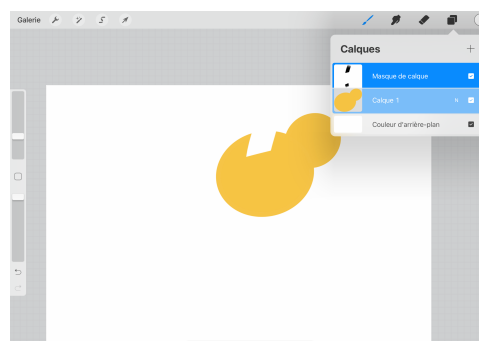 Galerie
Calques
Masque de calque
Calque 1 N
Couleur d'arrière-plan